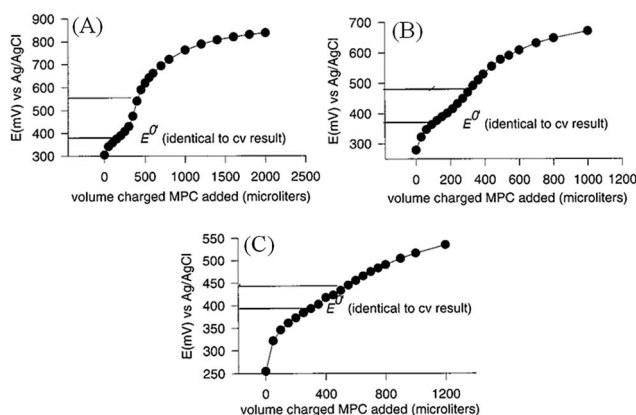 (A)
900
800
700
600
500
400
300
E(mV) vs Ag/AgCl
E0' (identical to cv result)
0 500 1000 1500 2000 2500
volume charged MPC added (microliters)
(B)
700
600
500
400
300
E(mV) vs Ag/AgCl
E0' (identical to cv result)
0 200 400 600 800 1000 1200
volume charged MPC added (microliters)
(C)
550
500
450
400
350
300
250
E(mV) vs Ag/AgCl
E0' (identical to cv result)
0 400 800 1200
volume charged MPC added (microliters)